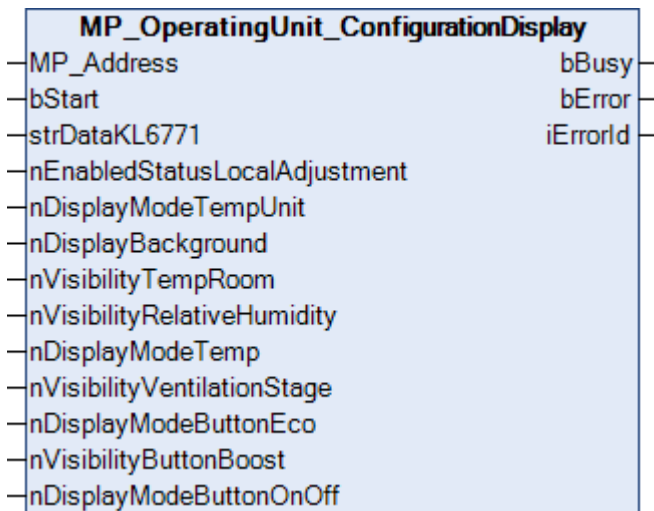 MP_OperatingUnit_ConfigurationDisplay
MP_Address bBusy
bStart bError
strDataKL6771 iErrorId
nEnabledStatusLocalAdjustment
nDisplayModeTempUnit
nDisplayBackground
nVisibilityTempRoom
nVisibilityRelativeHumidity
nDisplayModeTemp
nVisibilityVentilationStage
nDisplayModeButtonEco
nVisibilityButtonBoost
nDisplayModeButtonOnOff